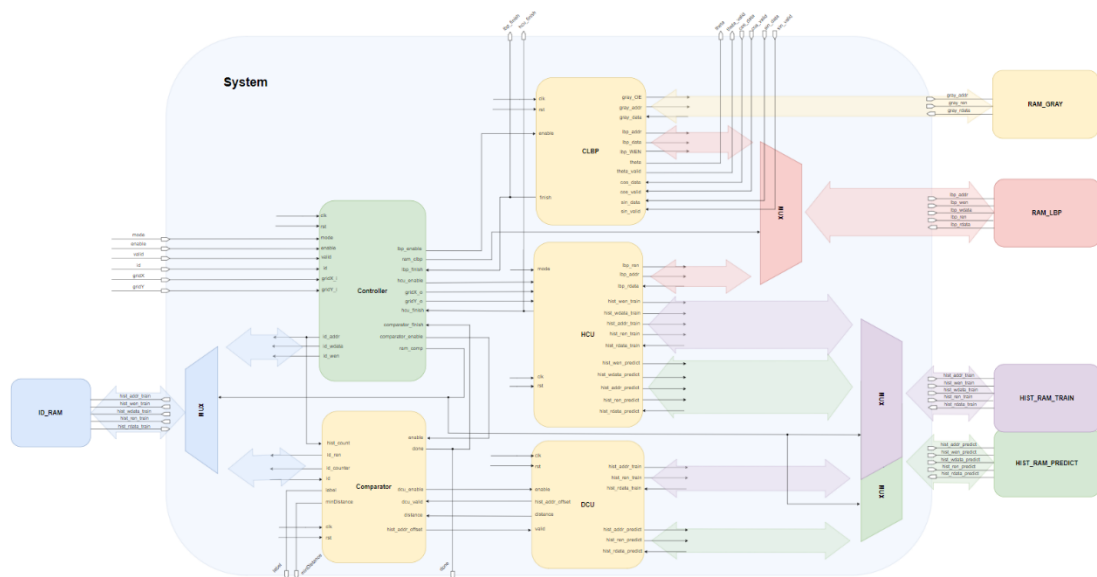 System
lbp_finish
hcu_finish
theta
theta_valid
cos_data
cos_valid
sin_data
sin_valid
clk
rst
enable
finish
CLBP
gray_OE
gray_addr
gray_data
lbp_addr
lbp_data
lbp_WEN
theta
theta_valid
cos_data
cos_valid
sin_data
sin_valid
gray_addr
gray_ren
gray_rdata
RAM_GRAY
MUX
lbp_addr
lbp_wen
lbp_wdata
lbp_ren
lbp_rdata
RAM_LBP
mode
enable
valid
id
gridX
gridY
clk
rst
mode
enable
valid
id
gridX_i
gridY_i
Controller
lbp_enable
ram_clbp
lbp_finish
hcu_enable
gridX_o
gridY_o
hcu_finish
comparator_finish
comparator_enable
ram_comp
id_addr
id_wdata
id_wen
mode
clk
rst
HCU
lbp_ren
lbp_addr
lbp_rdata
hist_wen_train
hist_wdata_train
hist_addr_train
hist_ren_train
hist_rdata_train
hist_wen_predict
hist_wdata_predict
hist_addr_predict
hist_ren_predict
hist_rdata_predict
ID_RAM
hist_addr_train
hist_wen_train
hist_wdata_train
hist_ren_train
hist_rdata_train
MUX
MUX
hist_addr_train
hist_wen_train
hist_wdata_train
hist_ren_train
hist_rdata_train
HIST_RAM_TRAIN
hist_count
id_ren
id_counter
id
label
minDistance
clk
rst
Comparator
enable
done
dcu_enable
dcu_valid
distance
hist_addr_offset
clk
rst
enable
hist_addr_offset
distance
valid
DCU
hist_addr_train
hist_ren_train
hist_rdata_train
hist_addr_predict
hist_ren_predict
hist_rdata_predict
MUX
hist_addr_predict
hist_wen_predict
hist_wdata_predict
hist_ren_predict
hist_rdata_predict
HIST_RAM_PREDICT
label
minDistance
done